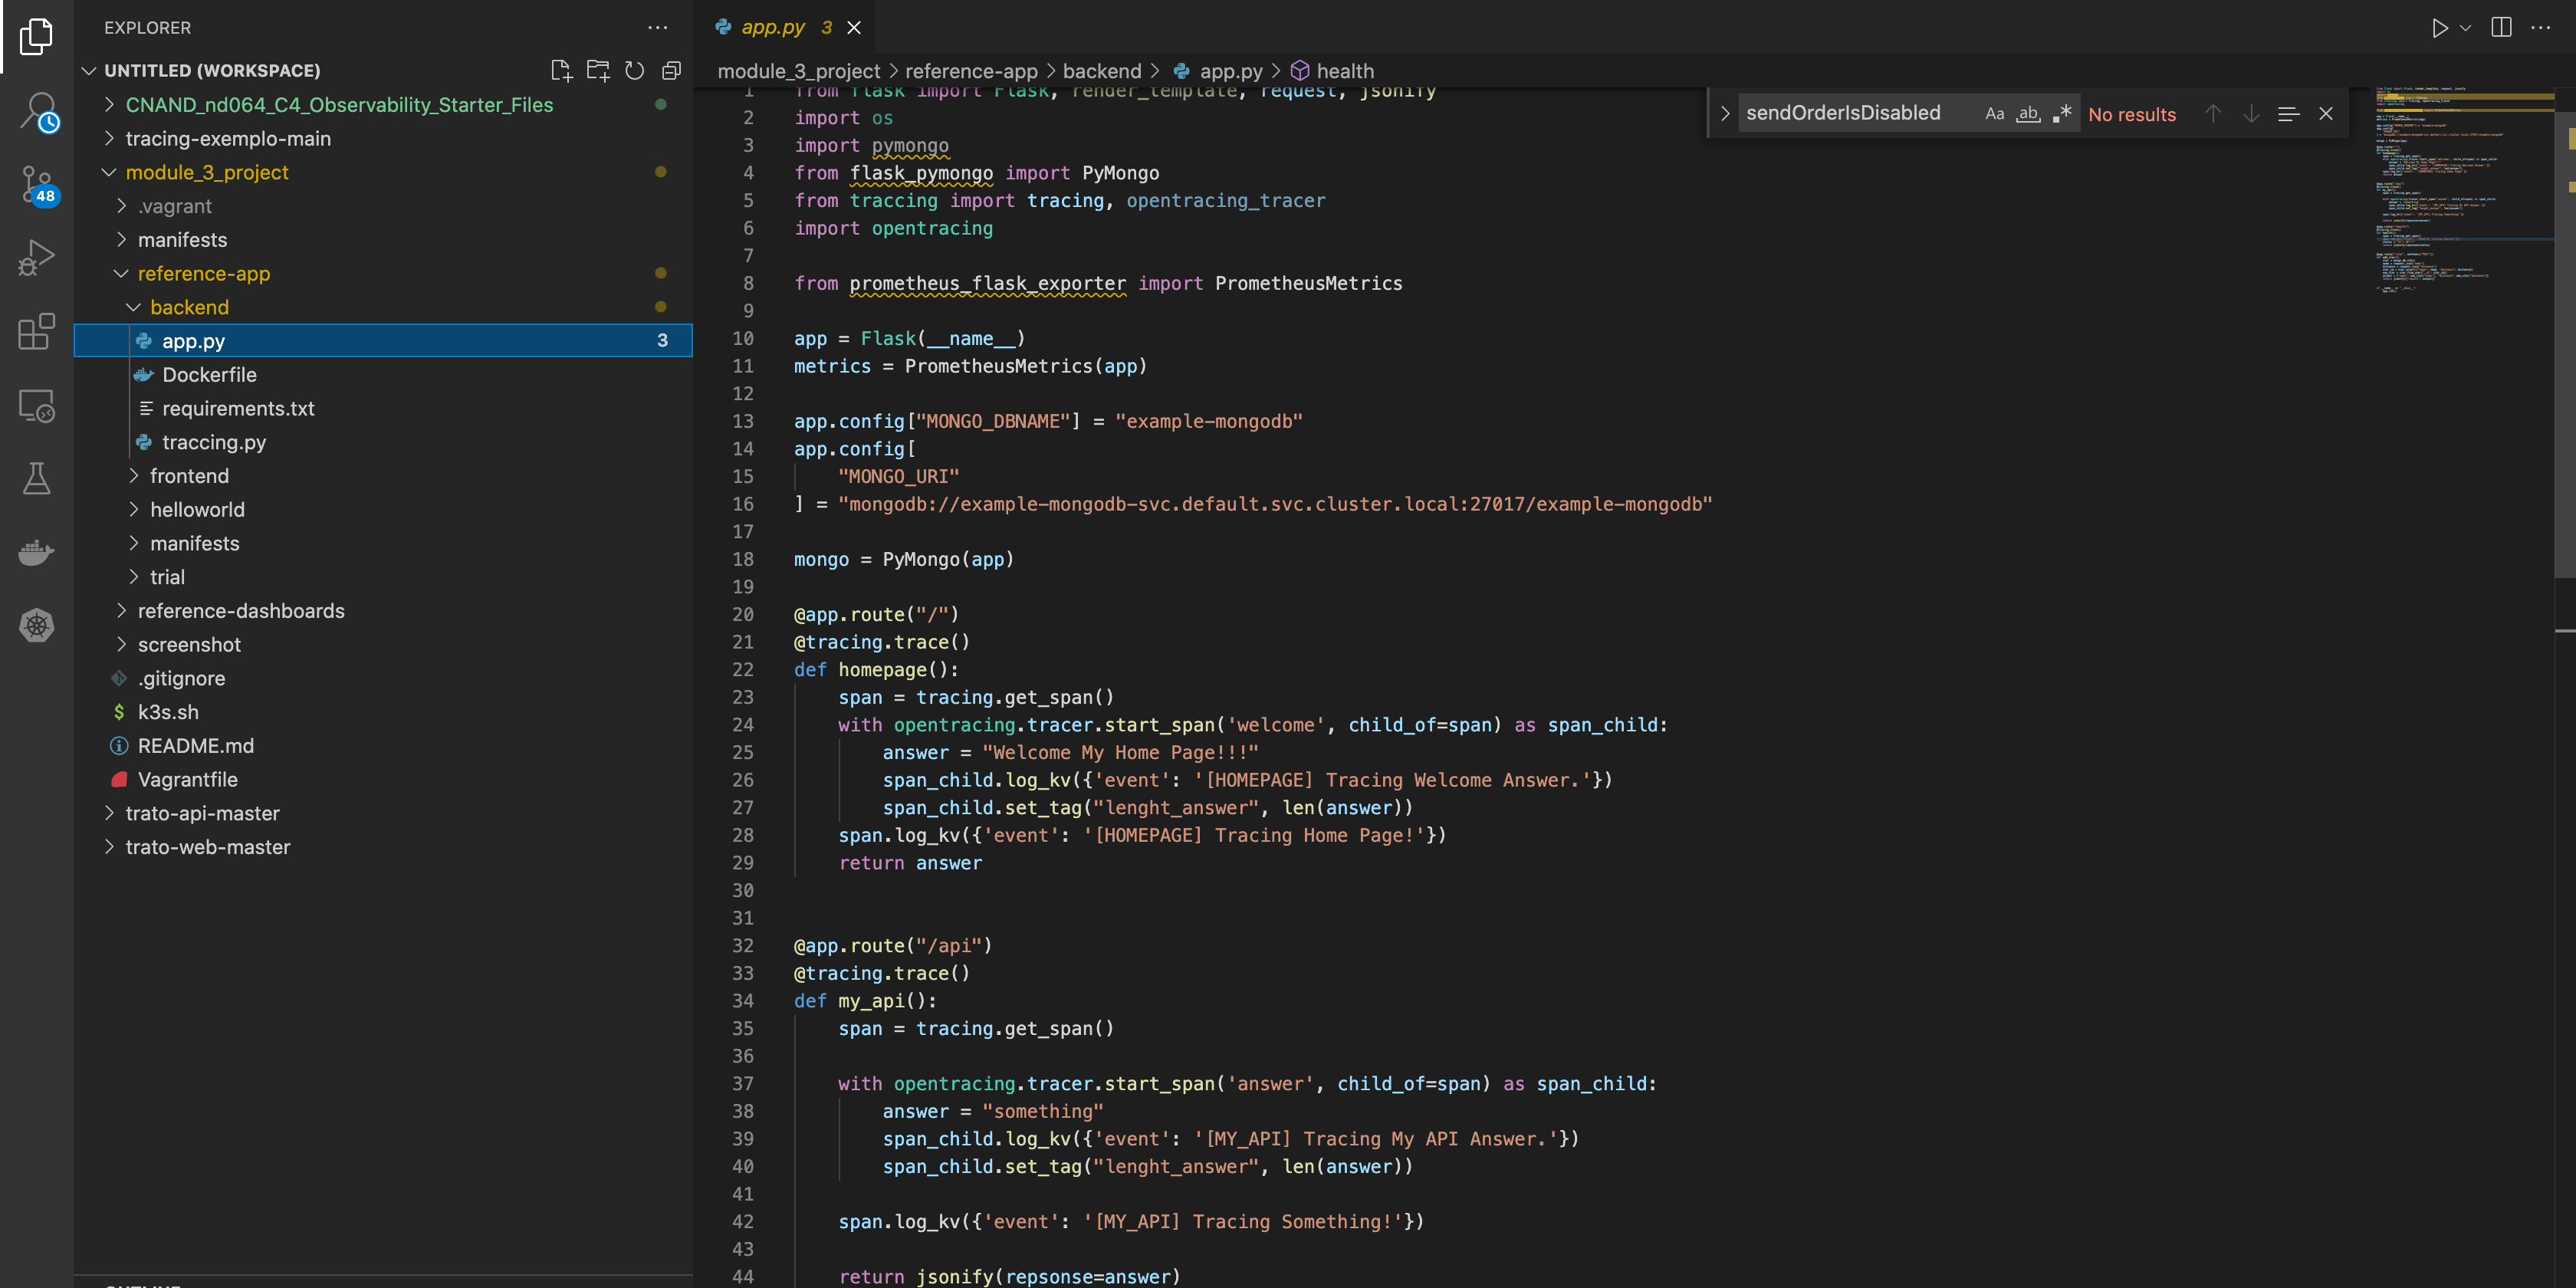 EXPLORER
UNTITLED (WORKSPACE)
CNAND_nd064_C4_Observability_Starter_Files
tracing-exemplo-main
module_3_project
.vagrant
manifests
reference-app
backend
app.py 3
Dockerfile
requirements.txt
traccing.py
frontend
helloworld
manifests
trial
reference-dashboards
screenshot
.gitignore
$ k3s.sh
README.md
Vagrantfile
trato-api-master
trato-web-master
48
app.py 3
module_3_project > reference-app > backend > app.py > health
sendOrderIsDisabled Aa ab .* No results
1 from flask import Flask, render_template, request, jsonify
2 import os
3 import pymongo
4 from flask_pymongo import PyMongo
5 from traccing import tracing, opentracing_tracer
6 import opentracing
7
8 from prometheus_flask_exporter import PrometheusMetrics
9
10 app = Flask(__name__)
11 metrics = PrometheusMetrics(app)
12
13 app.config["MONGO_DBNAME"] = "example-mongodb"
14 app.config[
15     "MONGO_URI"
16 ] = "mongodb://example-mongodb-svc.default.svc.cluster.local:27017/example-mongodb"
17
18 mongo = PyMongo(app)
19
20 @app.route("/")
21 @tracing.trace()
22 def homepage():
23     span = tracing.get_span()
24     with opentracing.tracer.start_span('welcome', child_of=span) as span_child:
25         answer = "Welcome My Home Page!!!"
26         span_child.log_kv({'event': '[HOMEPAGE] Tracing Welcome Answer.'})
27         span_child.set_tag("lenght_answer", len(answer))
28     span.log_kv({'event': '[HOMEPAGE] Tracing Home Page!'})
29     return answer
30
31
32 @app.route("/api")
33 @tracing.trace()
34 def my_api():
35     span = tracing.get_span()
36
37     with opentracing.tracer.start_span('answer', child_of=span) as span_child:
38         answer = "something"
39         span_child.log_kv({'event': '[MY_API] Tracing My API Answer.'})
40         span_child.set_tag("lenght_answer", len(answer))
41
42     span.log_kv({'event': '[MY_API] Tracing Something!'})
43
44     return jsonify(repsonse=answer)